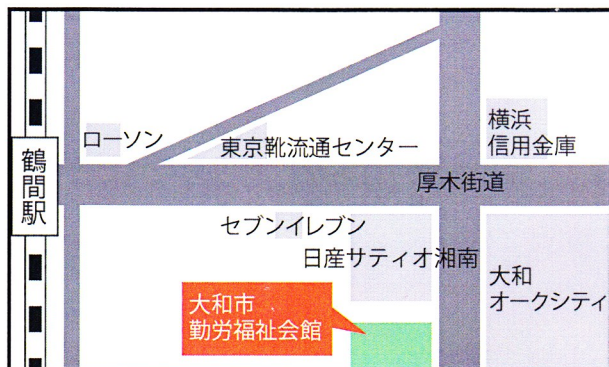 ローソン
東京靴流通センター
横浜
信用金庫
鶴間駅
厚木街道
セブンイレブン
日産サティオ湘南
大和
オークシティ
大和市
勤労福祉会館